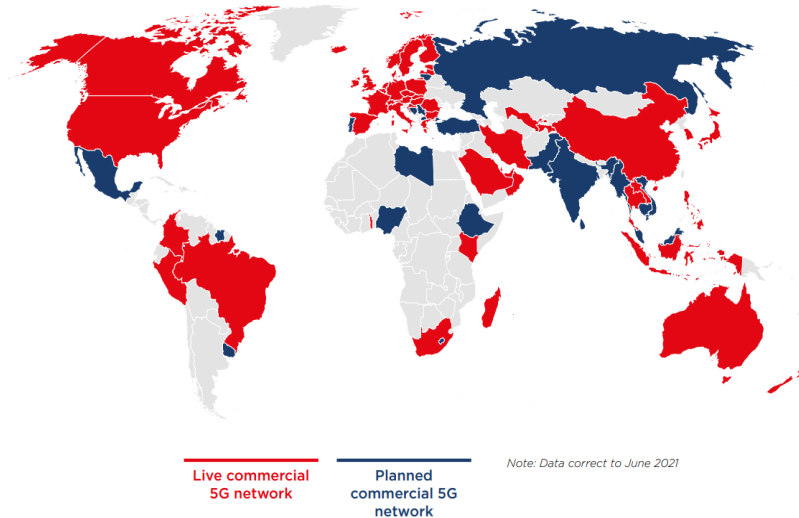 Live commercial
5G network
Planned
commercial 5G
network
Note: Data correct to June 2021